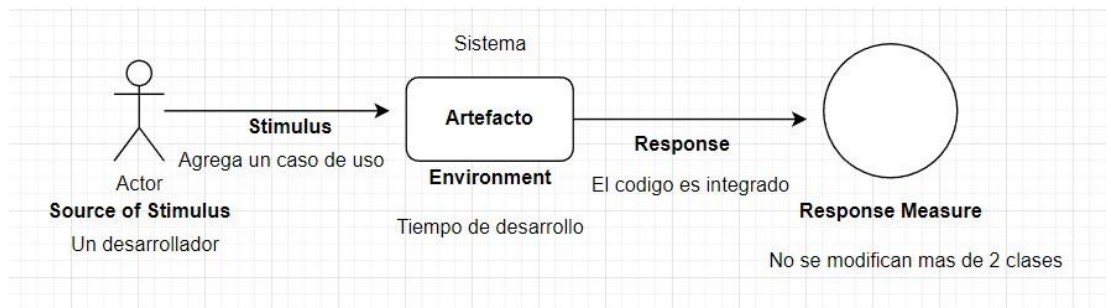 Sistema
Artefacto
Stimulus
Agrega un caso de uso
Response
Environment
Actor
El codigo es integrado
Source of Stimulus
Response Measure
Tiempo de desarrollo
Un desarrollador
No se modifican mas de 2 clases